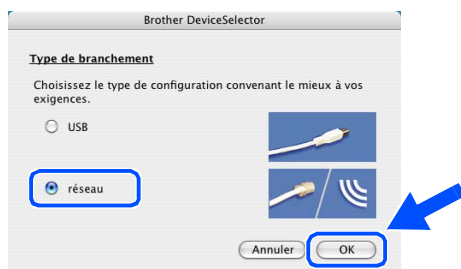 Brother DeviceSelector
Type de branchement
Choisissez le type de configuration convenant le mieux à vos
exigences.
USB
réseau
Annuler OK